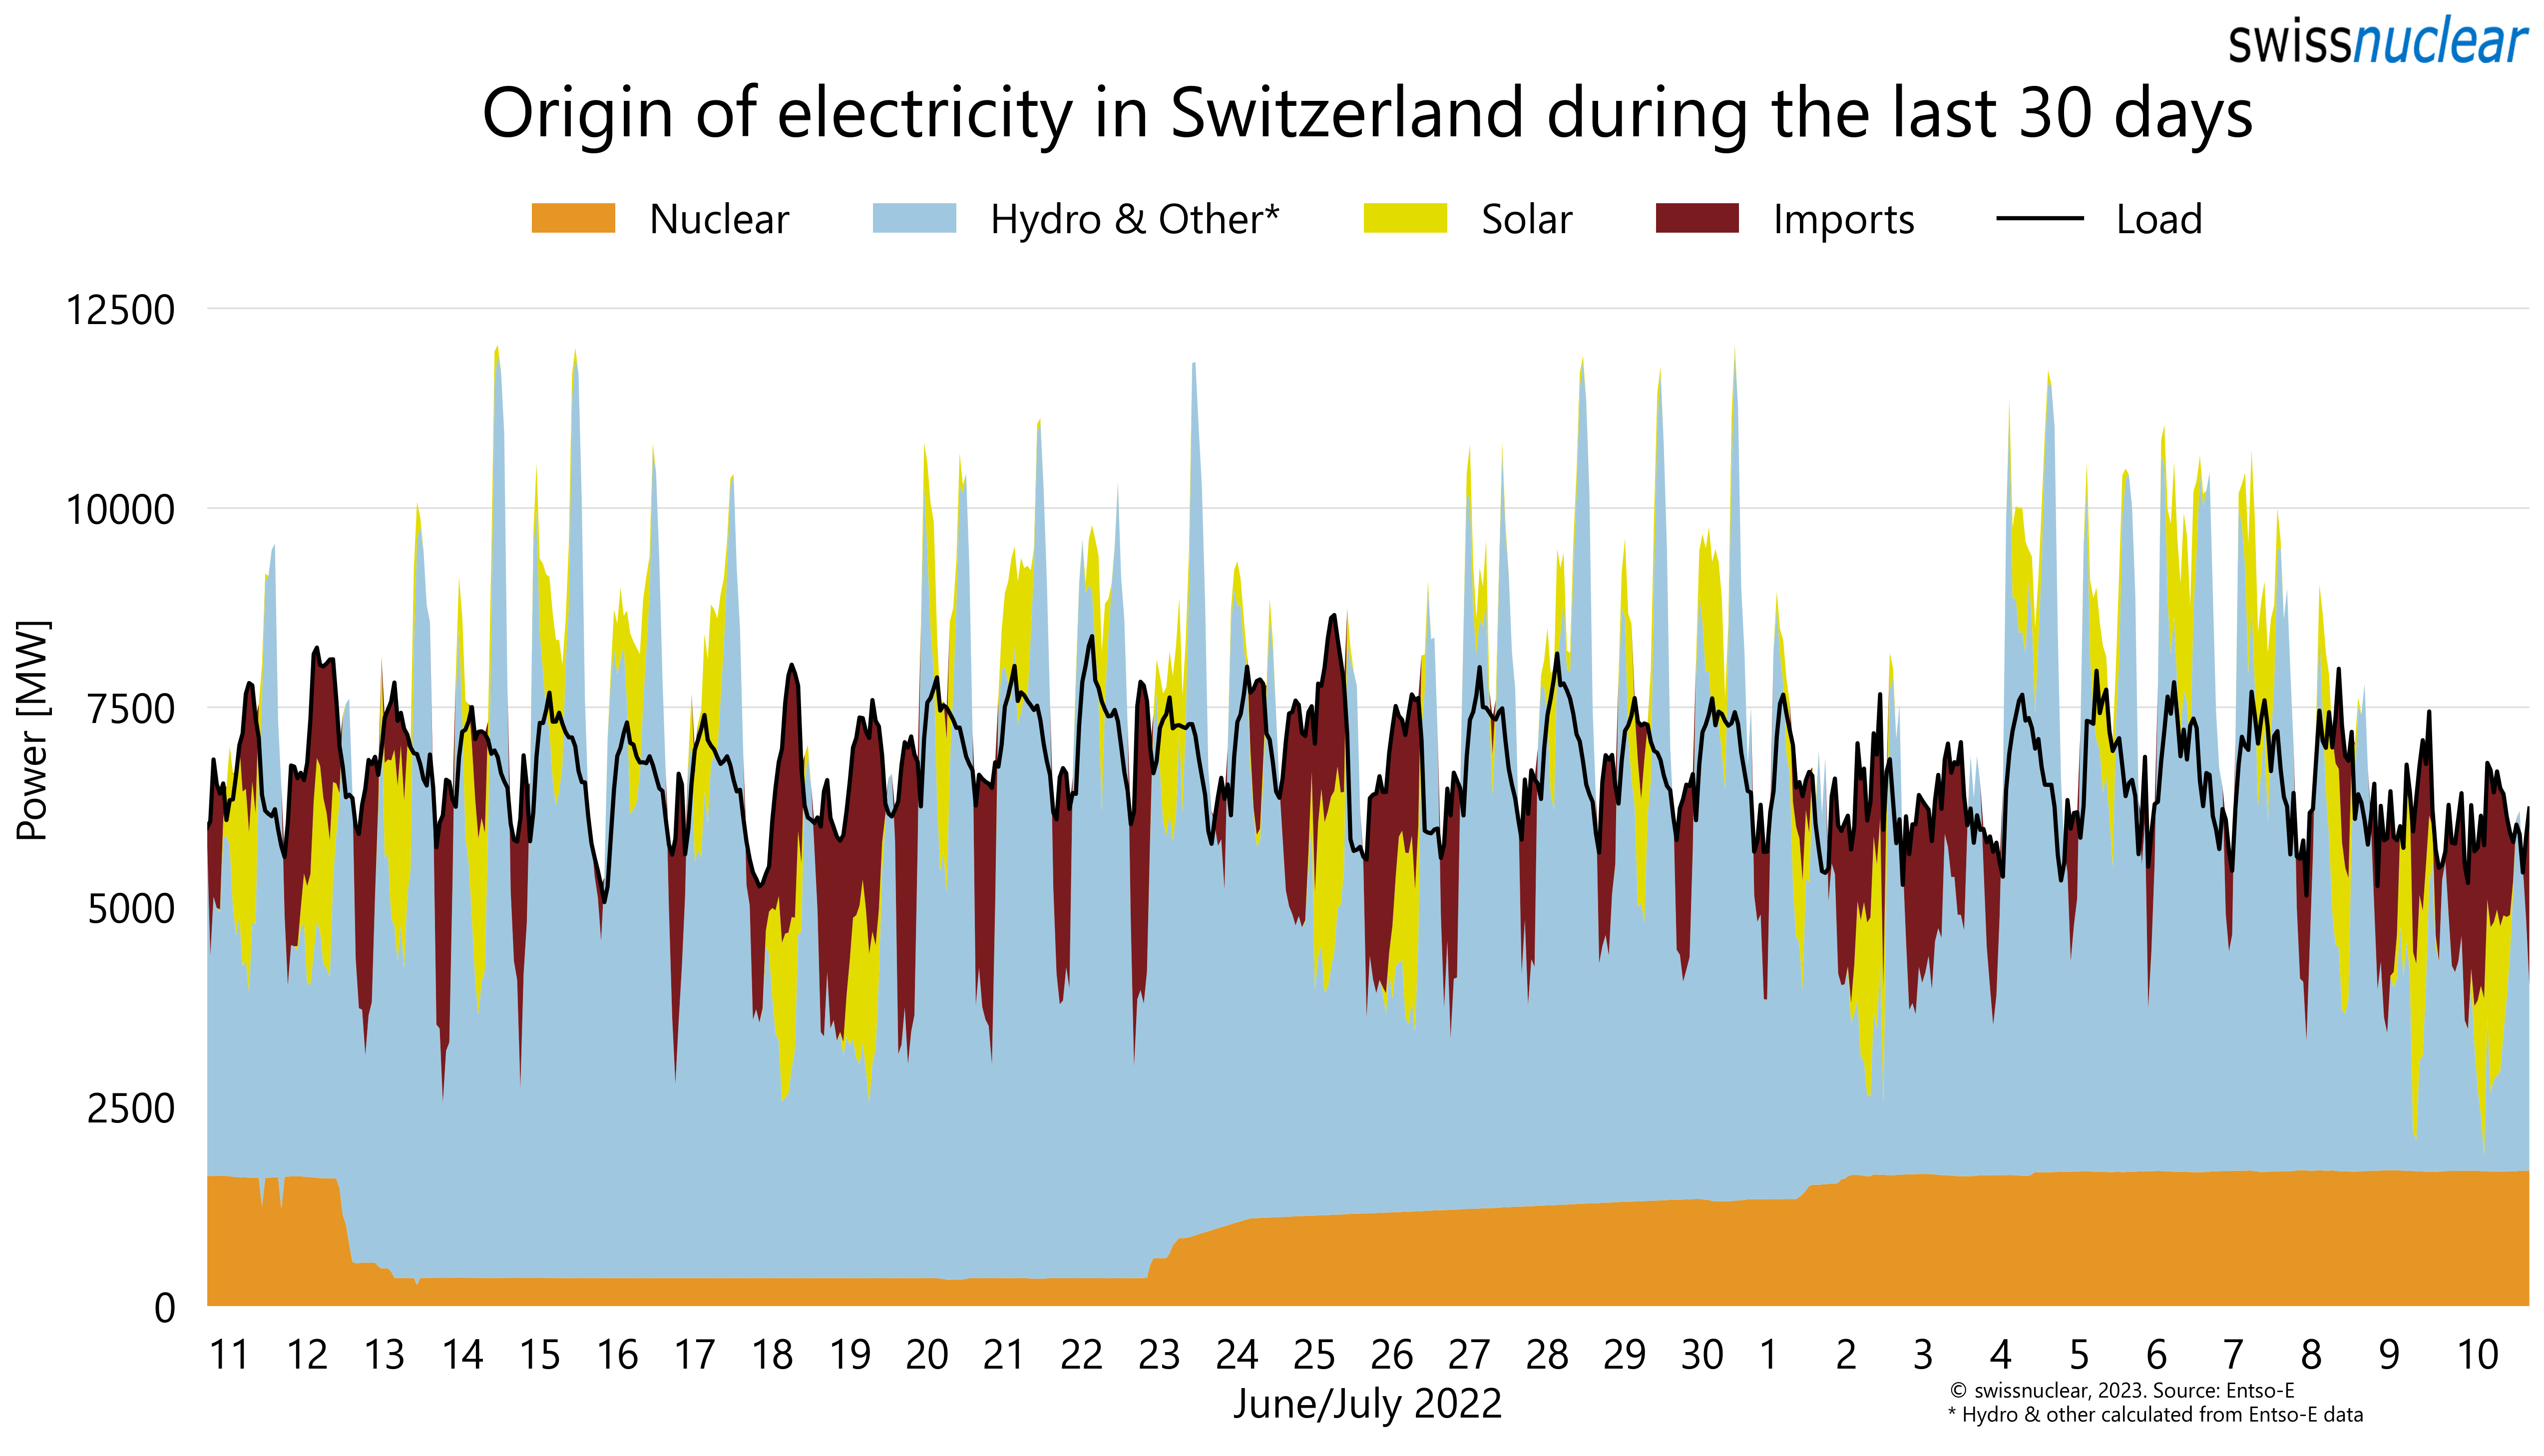 swissnuclear
Origin of electricity in Switzerland during the last 30 days
Nuclear Hydro & Other* Solar Imports Load
12500
10000
7500
5000
2500
0
Power [MW]
11 12 13 14 15 16 17 18 19 20 21 22 23 24 25 26 27 28 29 30 1 2 3 4 5 6 7 8 9 10
June/July 2022
© swissnuclear, 2023. Source: Entso-E
* Hydro & other calculated from Entso-E data